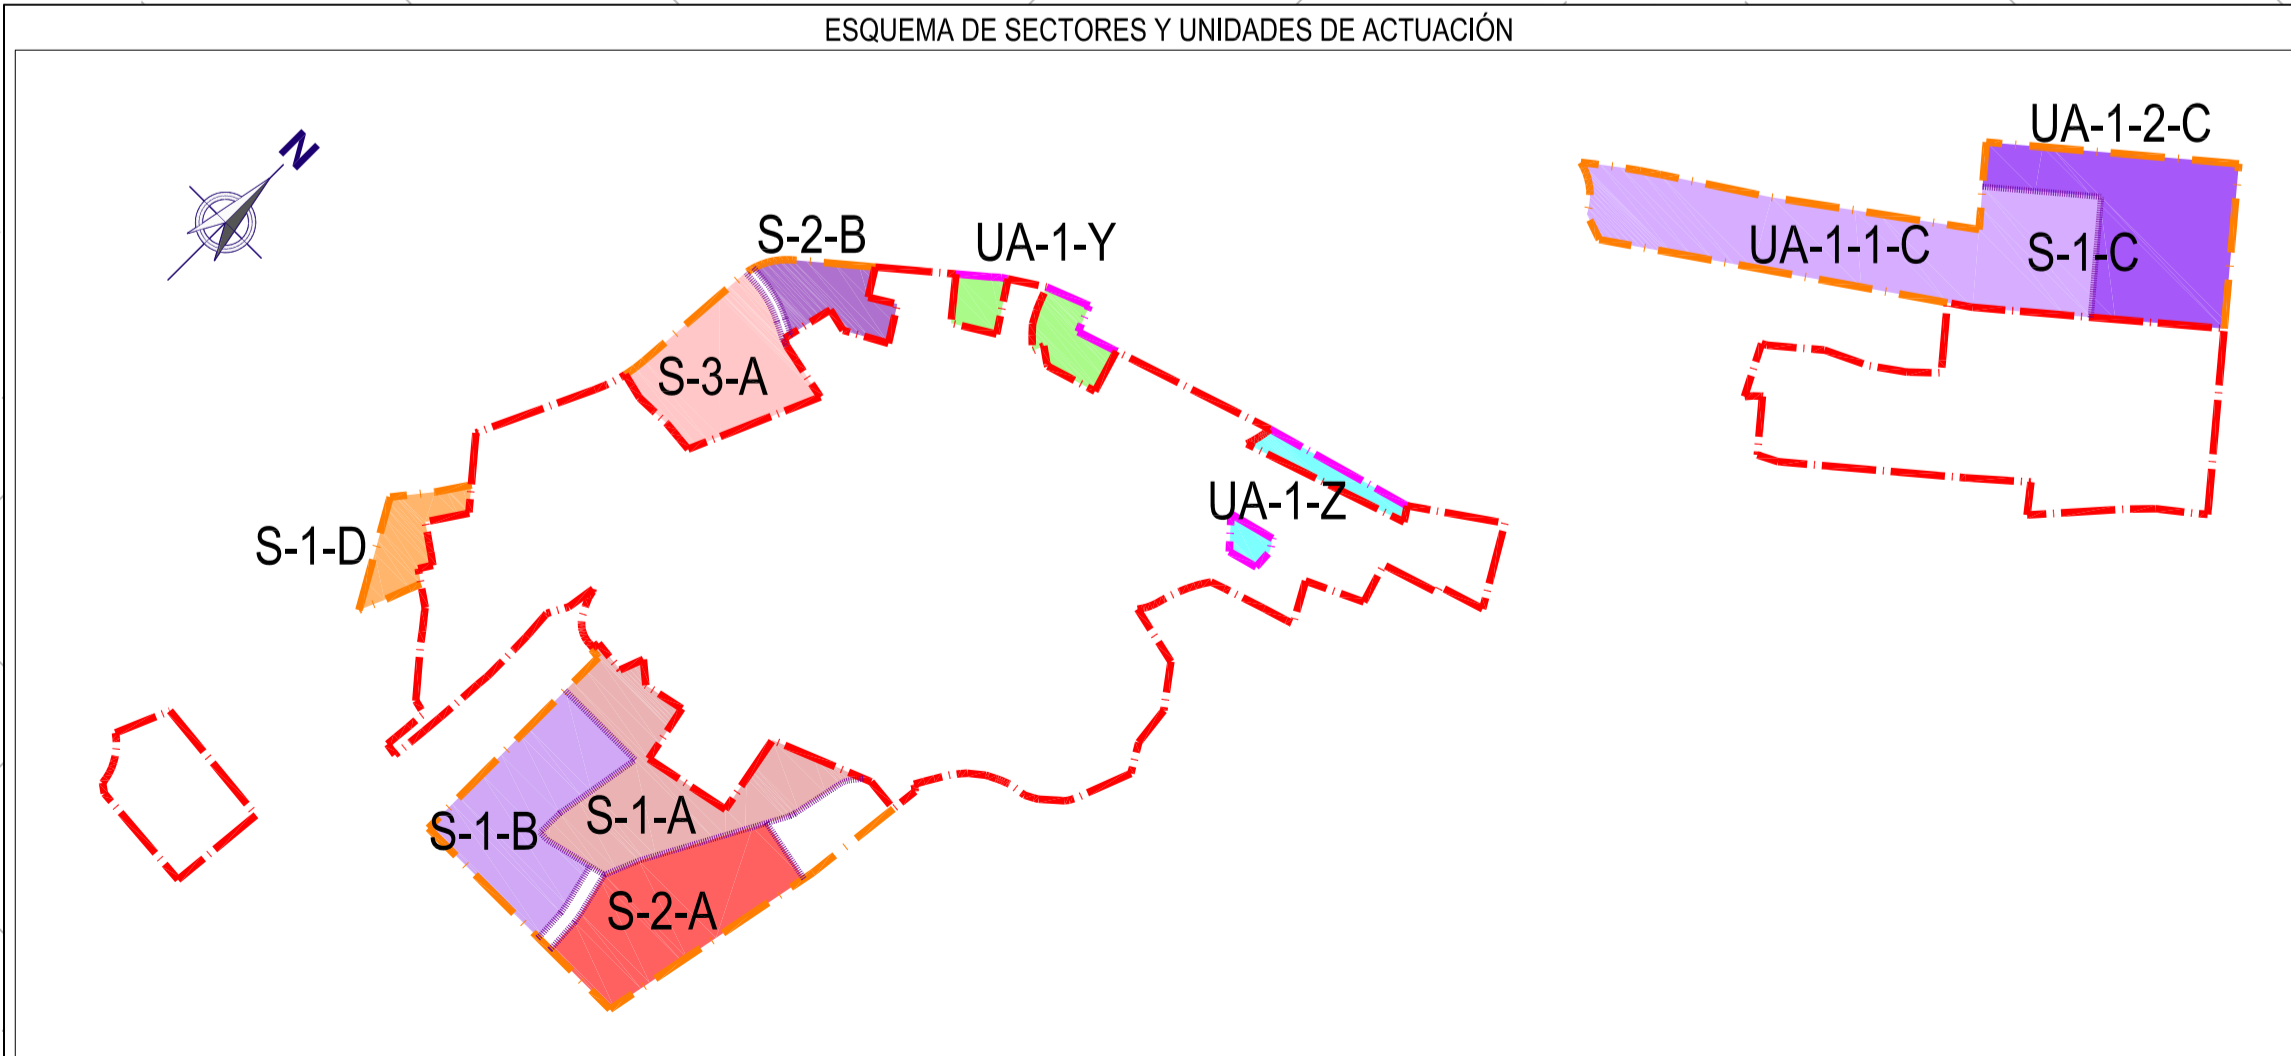 ESQUEMA DE SECTORES Y UNIDADES DE ACTUACIÓN
N
UA-1-2-C
S-2-B
UA-1-Y
UA-1-1-C
S-1-C
S-3-A
UA-1-Z
S-1-D
S-1-A
S-1-B
S-2-A